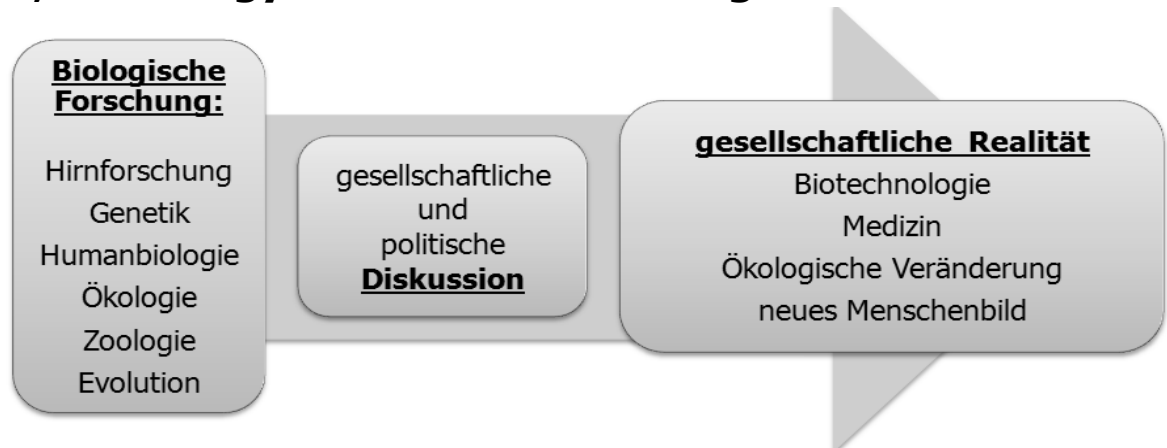 Biologische
Forschung:
Hirnforschung
Genetik
Humanbiologie
Ökologie
Zoologie
Evolution
gesellschaftliche
und
politische
Diskussion
gesellschaftliche Realität
Biotechnologie
Medizin
Ökologische Veränderung
neues Menschenbild